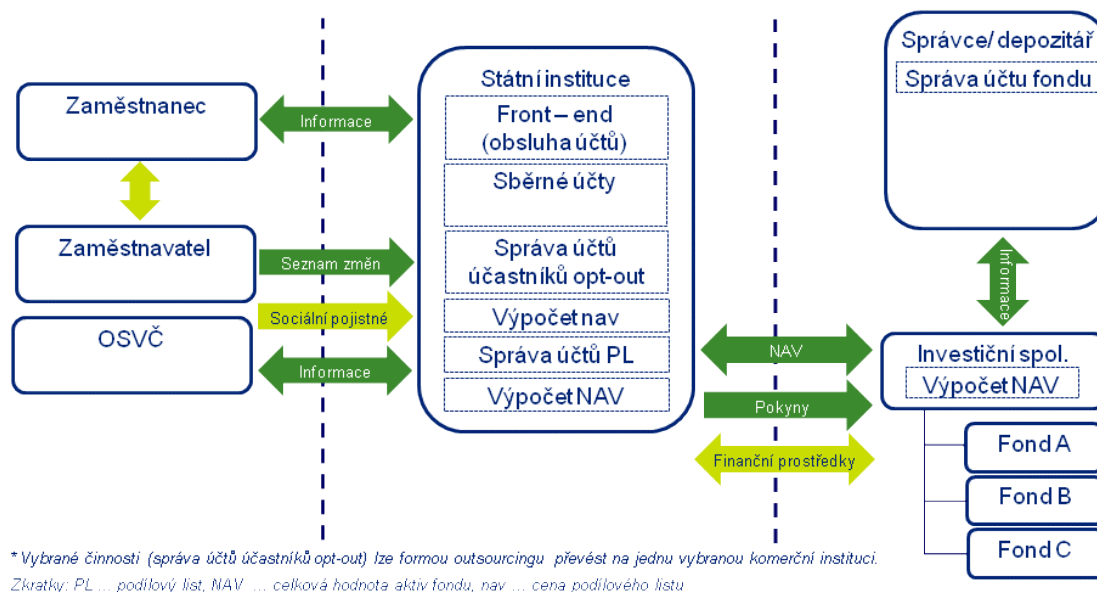 Zaměstnanec
Zaměstnavatel
OSVČ
Informace
Seznam změn
Sociální pojistné
Informace
Státní instituce
Front – end
(obsluha účtů)
Sběrné účty
Správa účtů
účastníků opt-out
Výpočet nav
Správa účtů PL
Výpočet NAV
NAV
Pokyny
Finanční prostředky
Správce/ depozitář
Správa účtu fondu
Informace
Investiční spol.
Výpočet NAV
Fond A
Fond B
Fond C
* Vybrané činnosti (správa účtů účastníků opt-out) lze formou outsourcingu převést na jednu vybranou komerční instituci.
Zkratky: PL ... podílový list, NAV ... celková hodnota aktiv fondu, nav ... cena podílového listu